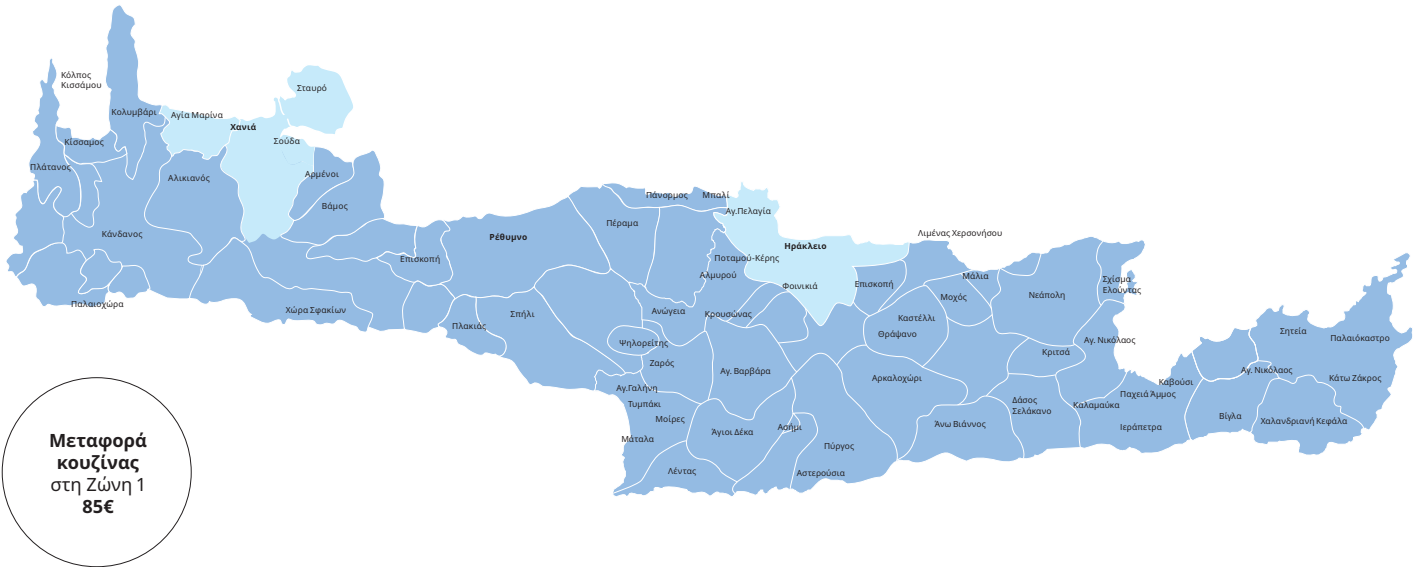 Κόλπος
Κισσάμου
Σταυρό
Κολυμβάρι
Αγία Μαρίνα
Χανιά
Κίσσαμος
Σούδα
Πλάτανος
Αλικιανός
Αρμένοι
Βάμος
Κάνδανος
Παλαιοχώρα
Χώρα Σφακίων
Επισκοπή
Ρέθυμνο
Πλακιάς
Σπήλι
Πέραμα
Πάνορμος
Μπαλί
Αγ.Πελαγία
Ηράκλειο
Λιμένας Χερσονήσου
Ποταμού-Κέρης
Αλμυρού
Φοινικιά
Επισκοπή
Μάλια
Μοχός
Νεάπολη
Σχίσμα
Ελούντας
Ανώγεια
Κρουσώνας
Καστέλλι
Θράψανο
Ψηλορείτης
Ζαρός
Αγ. Βαρβάρα
Αρκαλοχώρι
Κριτσά
Αγ. Νικόλαος
Σητεία
Παλαιόκαστρο
Αγ. Νικόλαος
Κάτω Ζάκρος
Καβούσι
Παχειά Άμμος
Καλαμαύκα
Δάσος
Σελάκανο
Ιεράπετρα
Βίγλα
Χαλανδριανή Κεφάλα
Αγ.Γαλήνη
Τυμπάκι
Μοίρες
Μάταλα
Άγιοι Δέκα
Ασήμι
Πύργος
Άνω Βιάννος
Λέντας
Αστερούσια
Μεταφορά
κουζίνας
στη Ζώνη 1
85€